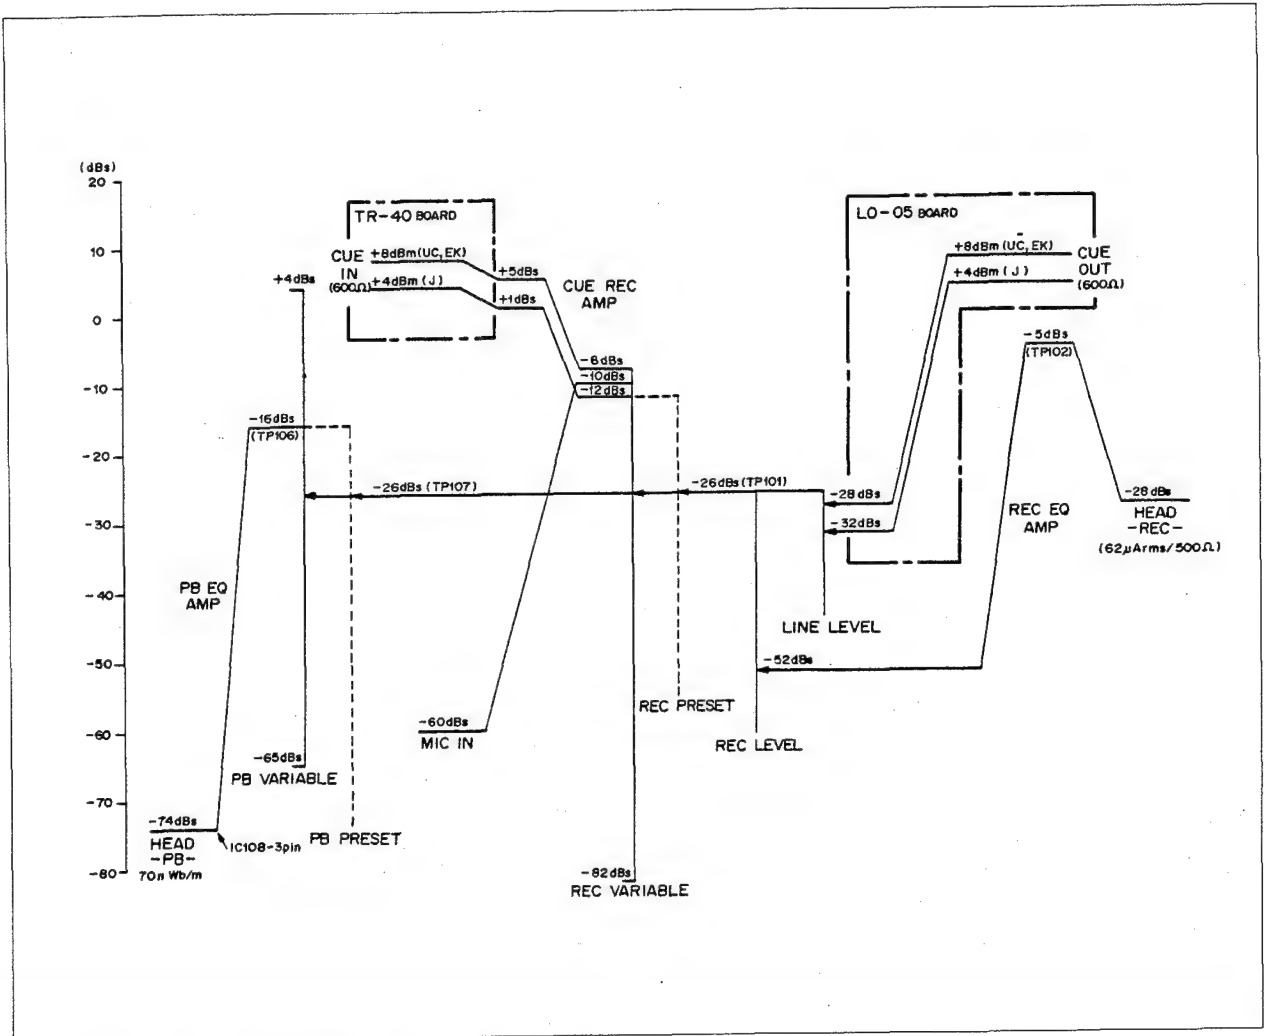 (dBs)
20
10
0
-10
-20
-30
-40
-50
-60
-70
-80
TR-40 BOARD
CUE
IN
(600Ω)
+8dBm(UC,EK)
+4dBm(J)
+5dBs
+1dBs
CUE REC
AMP
+4dBs
-6dBs
-10dBs
-12dBs
-16dBs
(TP106)
-26dBs(TP107)
-26dBs(TP101)
LO-05 BOARD
+8dBm(UC,EK)
+4dBm(J)
CUE
OUT
(600Ω)
-5dBs
(TP102)
-28dBs
-32dBs
REC EQ
AMP
-28dBs
HEAD
-REC-
(62μArms/500Ω)
PB EQ
AMP
LINE LEVEL
-52dBs
REC PRESET
REC LEVEL
-60dBs
MIC IN
-65dBs
PB VARIABLE
-74dBs
HEAD
-PB-
70n Wb/m
IC108-3pin
PB PRESET
-82dBs
REC VARIABLE